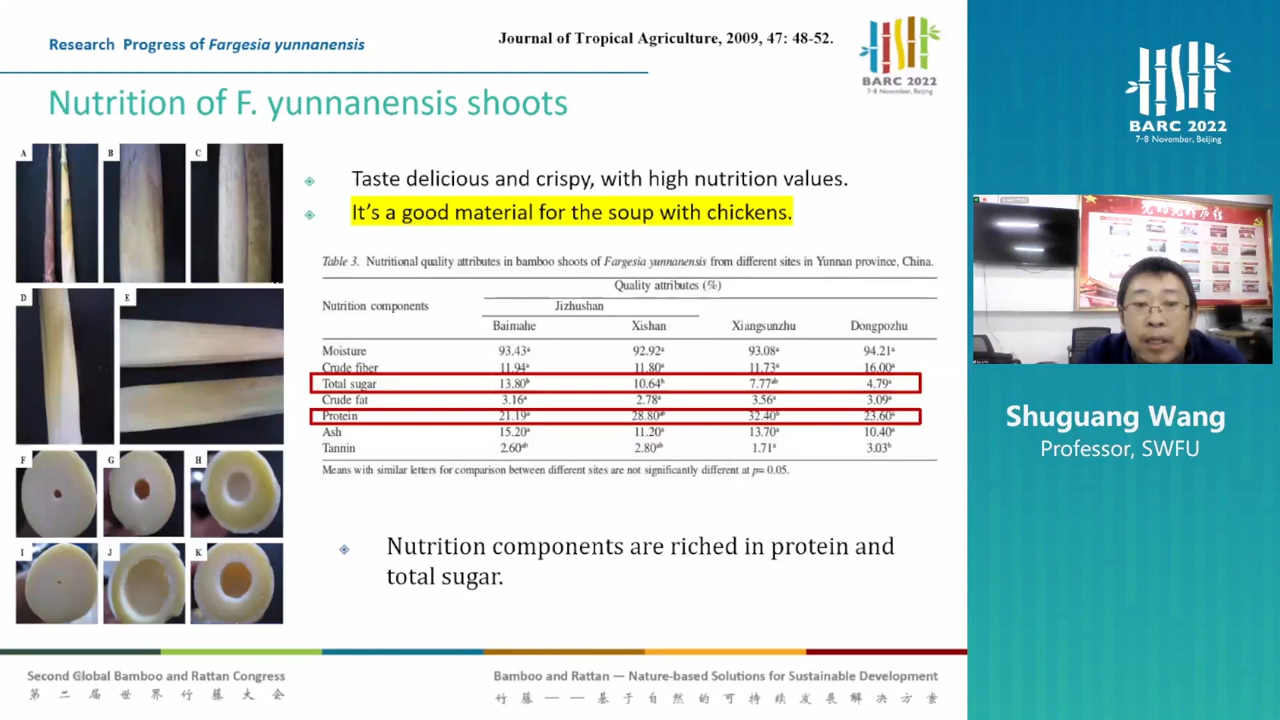 Research Progress of Fargesia yunnanensis
Journal of Tropical Agriculture, 2009, 47: 48-52.
BARC 2022
7-8 November, Beijing
Nutrition of F. yunnanensis shoots
A B C
D E
F G H
I J K
Taste delicious and crispy, with high nutrition values.
It's a good material for the soup with chickens.
Table 3. Nutritional quality attributes in bamboo shoots of Fargesia yunnanensis from different sites in Yunnan province, China.
Quality attributes (%)
Nutrition components Jizhushan
Baimahe Xishan Xiangsunzhu Dongpozhu
Moisture 93.43ᵃ 92.92ᵃ 93.08ᵃ 94.21ᵃ
Crude fiber 11.94ᵃ 11.80ᵃ 11.73ᵃ 16.00ᵃ
Total sugar 13.80ᵇ 10.64ᵇ 7.77ᵃᵇ 4.79ᵃ
Crude fat 3.16ᵃ 2.78ᵃ 3.56ᵃ 3.09ᵃ
Protein 21.19ᵃ 28.80ᵃᵇ 32.40ᵇ 23.60ᵃ
Ash 15.20ᵃ 11.20ᵃ 13.70ᵃ 10.40ᵃ
Tannin 2.60ᵃᵇ 2.80ᵃᵇ 1.71ᵃ 3.03ᵇ
Means with similar letters for comparison between different sites are not significantly different at p= 0.05.
Nutrition components are riched in protein and
total sugar.
Second Global Bamboo and Rattan Congress
第二届世界竹藤大会
Bamboo and Rattan — Nature-based Solutions for Sustainable Development
竹藤——基于自然的可持续发展解决方案
BARC 2022
7-8 November, Beijing
党的光辉历程
Shuguang Wang
Professor, SWFU